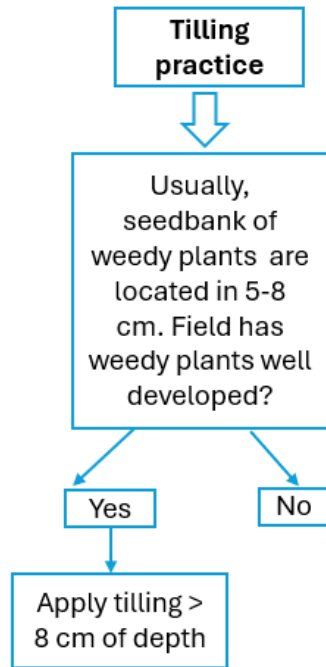 Tilling
practice
Usually,
seedbank of
weedy plants are
located in 5-8
cm. Field has
weedy plants well
developed?
Yes
No
Apply tilling >
8 cm of depth